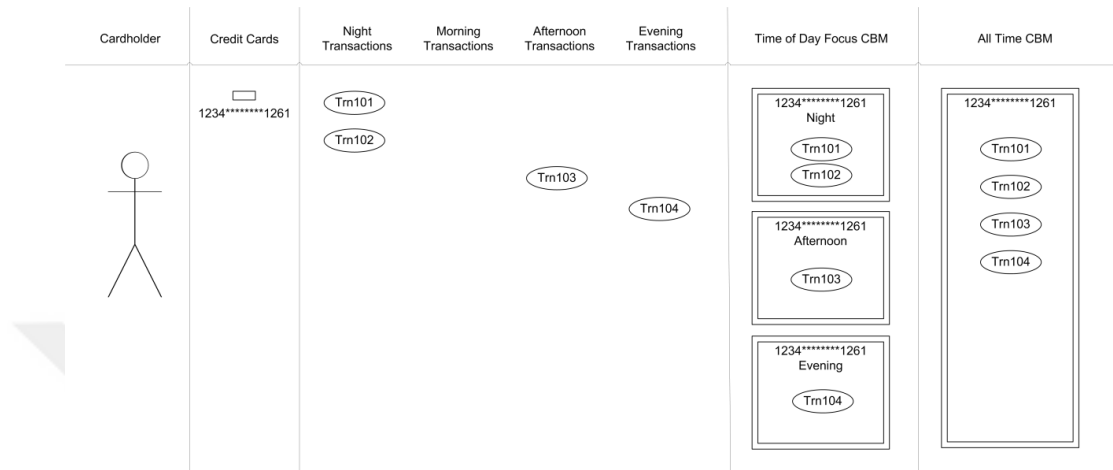 Cardholder
Credit Cards
Night
Transactions
Morning
Transactions
Afternoon
Transactions
Evening
Transactions
Time of Day Focus CBM
All Time CBM
1234********1261
Trn101
Trn102
Trn103
Trn104
1234********1261
Night
Trn101
Trn102
1234********1261
Afternoon
Trn103
1234********1261
Evening
Trn104
1234********1261
Trn101
Trn102
Trn103
Trn104